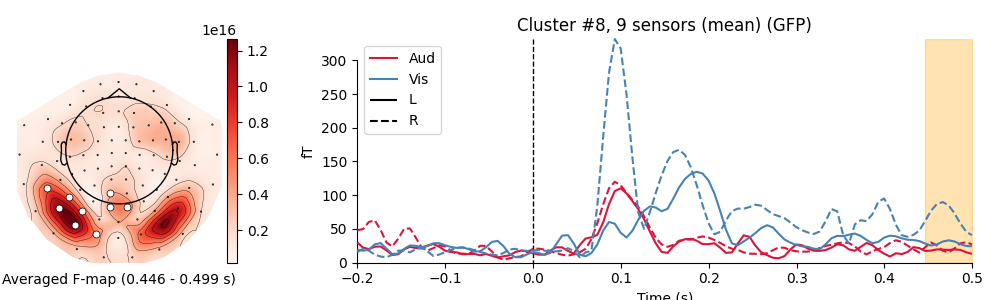 Cluster #8, 9 sensors (mean) (GFP)
1e16
1.2
1.0
0.8
0.6
0.4
0.2
Averaged F-map (0.446 - 0.499 s)
fT
300
250
200
150
100
50
0
Aud
Vis
L
R
−0.2
−0.1
0.0
0.1
0.2
0.3
0.4
0.5
Time (s)